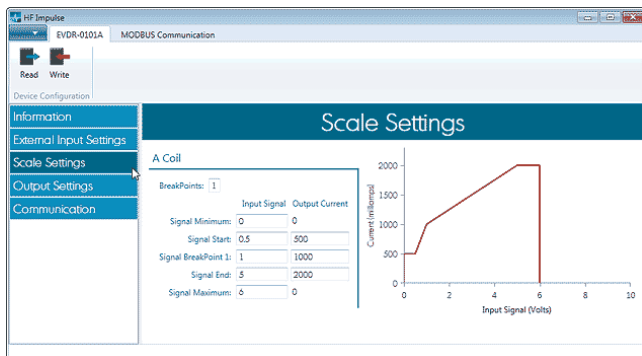 HF Impulse
EVDR-0101A MODBUS Communication
Read Write
Device Configuration
Information
External Input Settings
Scale Settings
Output Settings
Communication
Scale Settings
A Coil
BreakPoints: 1
Input Signal Output Current
Signal Minimum: 0 0
Signal Start: 0.5 500
Signal BreakPoint 1: 1 1000
Signal End: 5 2000
Signal Maximum: 6 0
Current (milliamps)
2000
1500
1000
500
0
0 2 4 6 8 10
Input Signal (Volts)